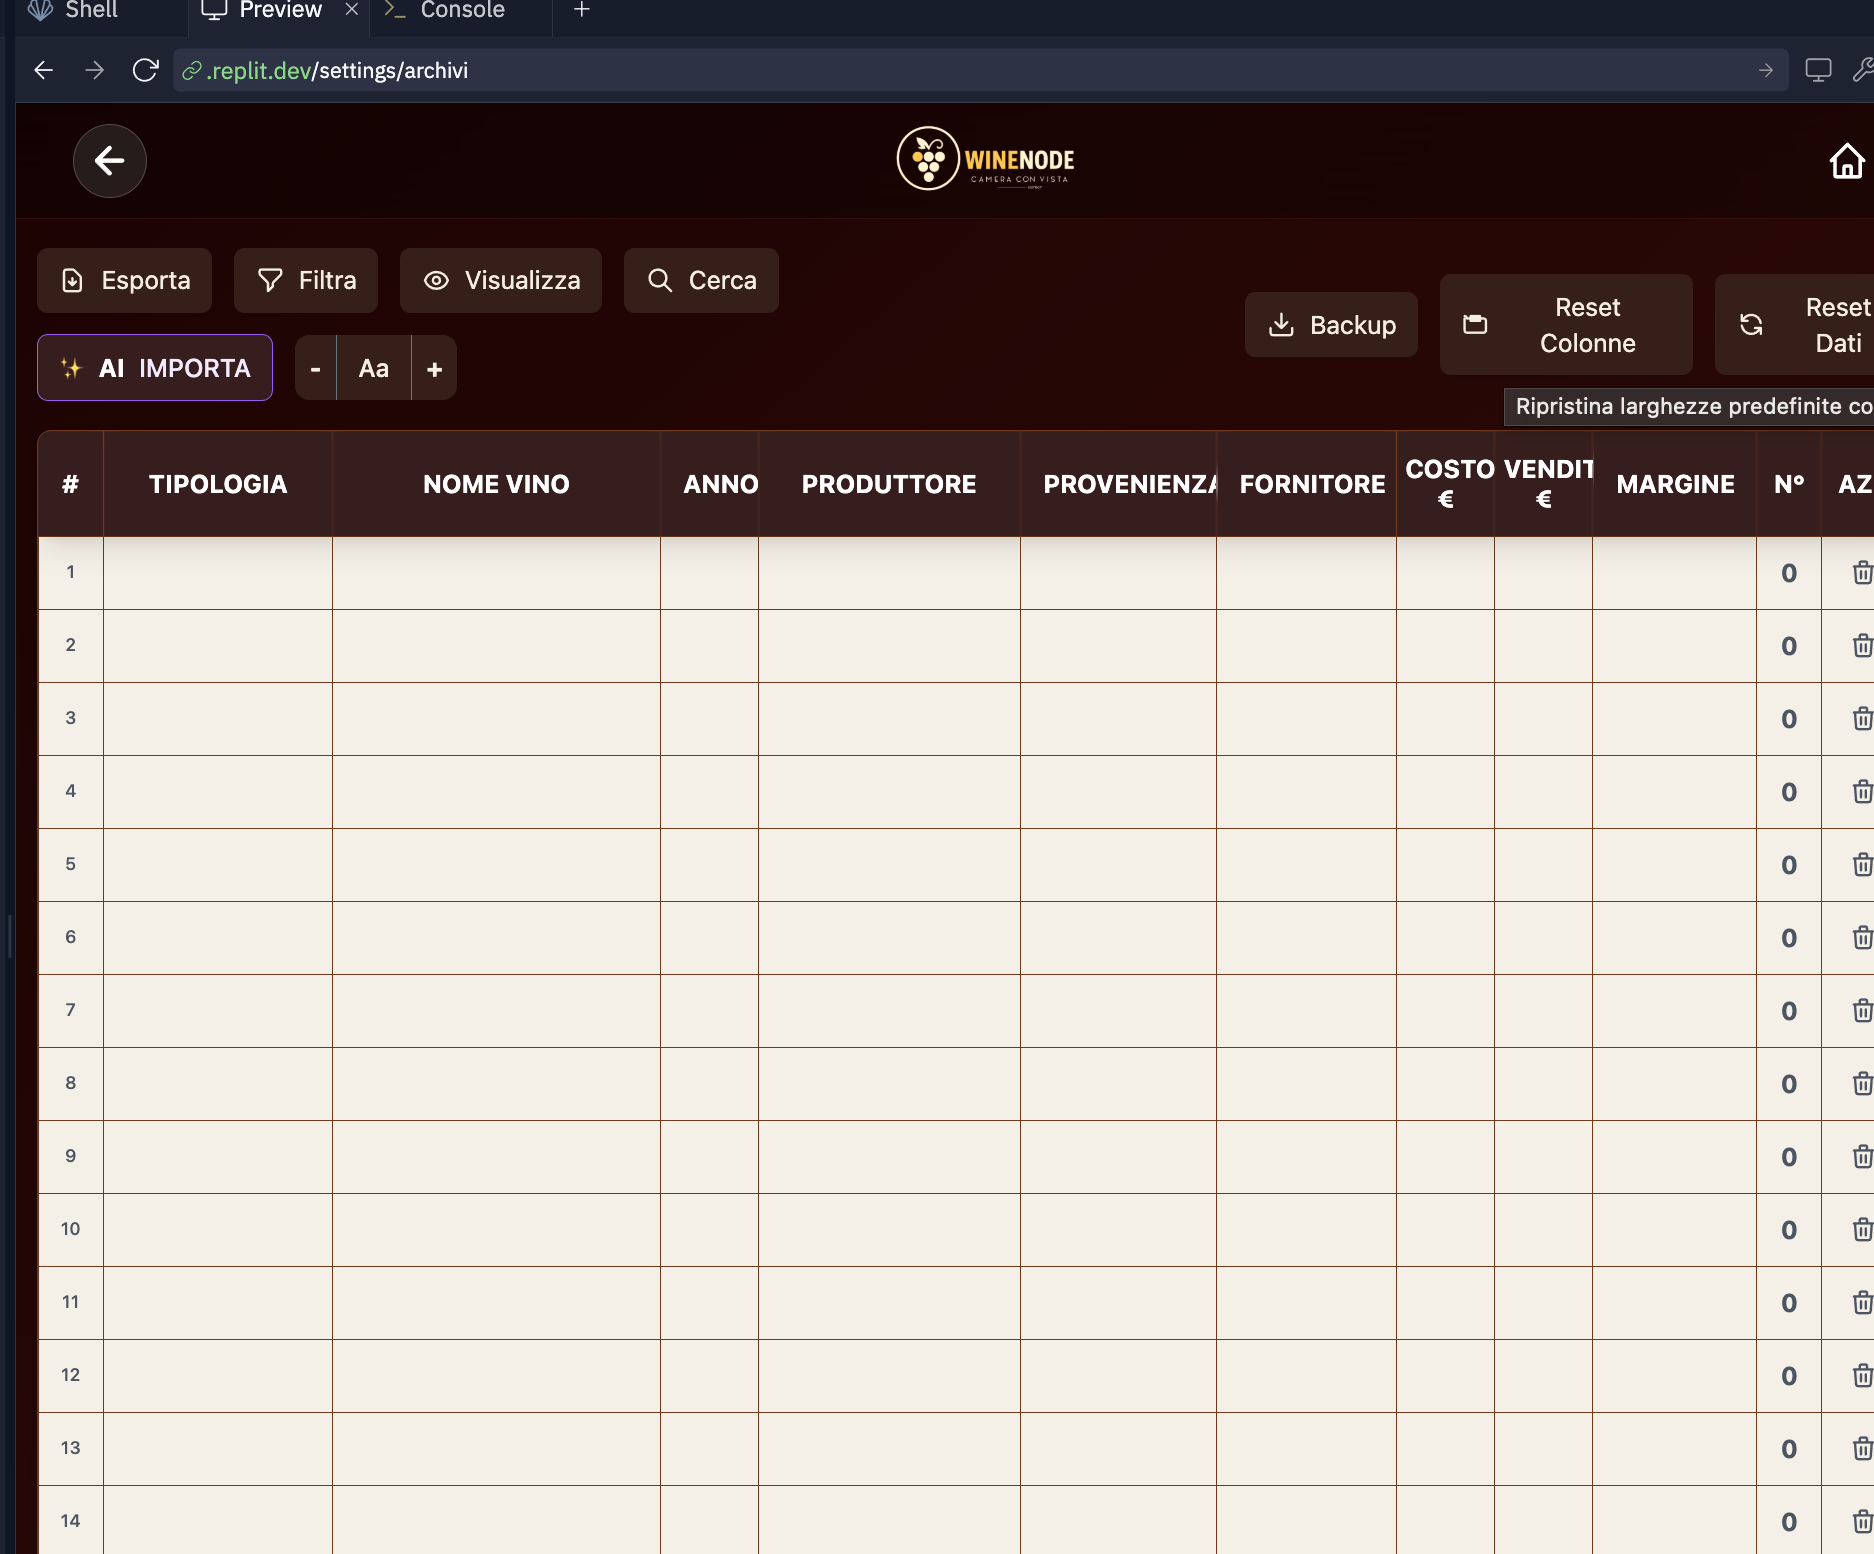 Shell
Preview
Console
.replit.dev/settings/archivi
WINENODE
CAMERA CON VISTA
Esporta
Filtra
Visualizza
Cerca
Backup
Reset
Colonne
Reset
Dati
AI IMPORTA
-
Aa
+
Ripristina larghezze predefinite co
#
TIPOLOGIA
NOME VINO
ANNO
PRODUTTORE
PROVENIENZA
FORNITORE
COSTO
€
VENDIT
€
MARGINE
N°
AZ
1
0
2
0
3
0
4
0
5
0
6
0
7
0
8
0
9
0
10
0
11
0
12
0
13
0
14
0